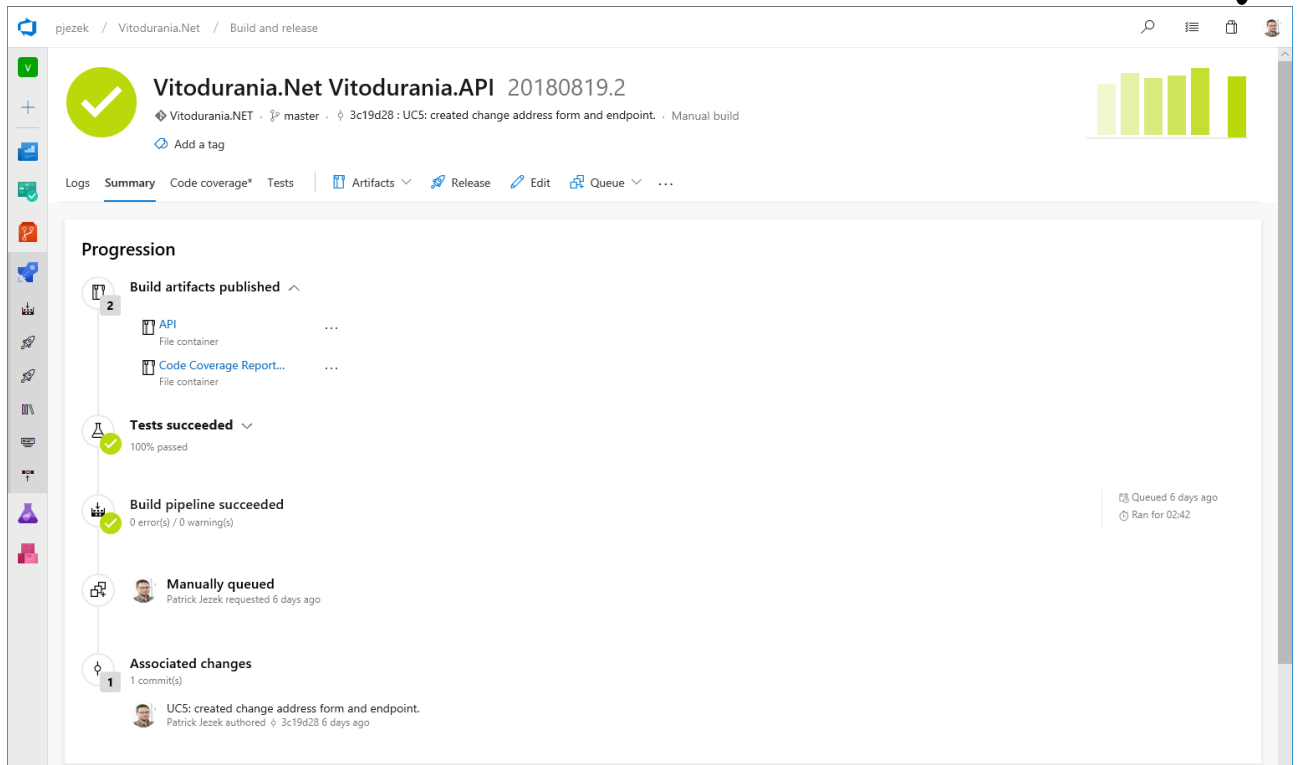 pjezek / Vitodurania.Net / Build and release
V
Vitodurania.Net Vitodurania.API 20180819.2
Vitodurania.NET · master · 3c19d28 : UC5: created change address form and endpoint. · Manual build
Add a tag
Logs Summary Code coverage* Tests Artifacts Release Edit Queue ...
Progression
Build artifacts published
2
API ...
File container
Code Coverage Report... ...
File container
Tests succeeded
100% passed
Build pipeline succeeded
0 error(s) / 0 warning(s)
Queued 6 days ago
Ran for 02:42
Manually queued
Patrick Jezek requested 6 days ago
Associated changes
1
1 commit(s)
UC5: created change address form and endpoint.
Patrick Jezek authored 3c19d28 6 days ago